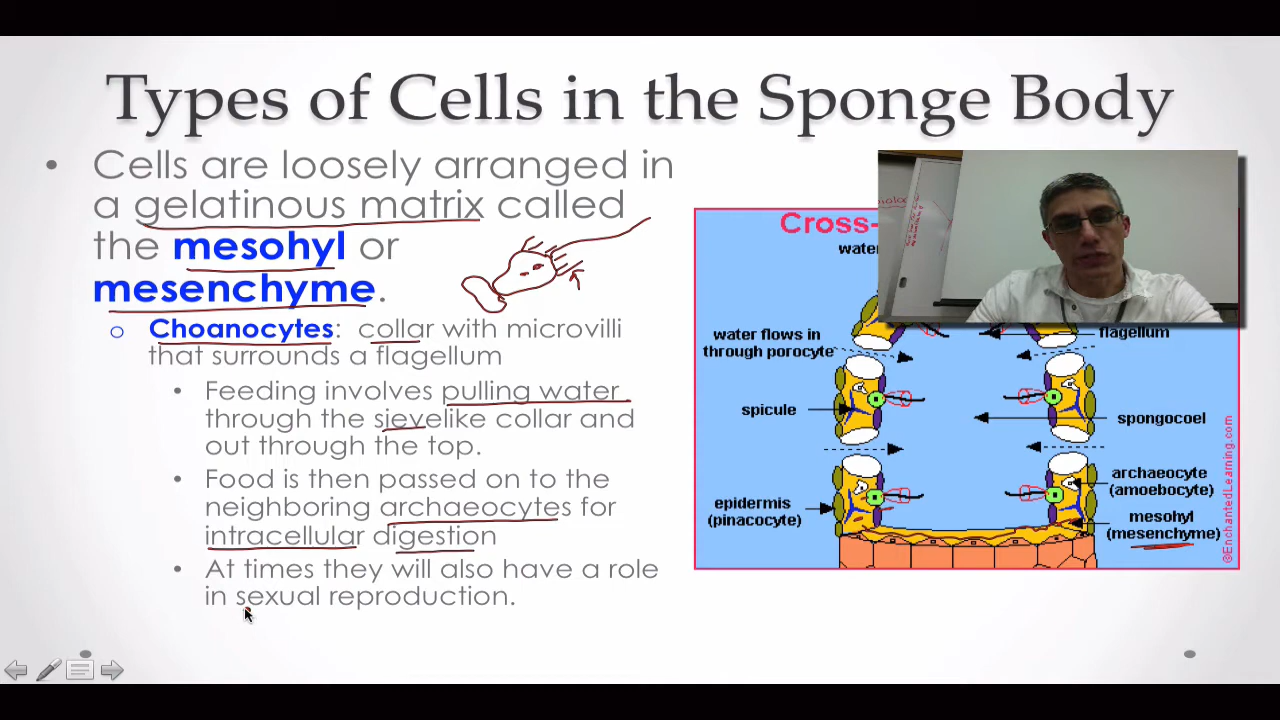 Types of Cells in the Sponge Body
• Cells are loosely arranged in
a gelatinous matrix called
the mesohyl or
mesenchyme.
o Choanocytes: collar with microvilli
that surrounds a flagellum
• Feeding involves pulling water
through the sievelike collar and
out through the top.
• Food is then passed on to the
neighboring archaeocytes for
intracellular digestion
• At times they will also have a role
in sexual reproduction.
Cross-
water
water flows in
through porocyte
flagellum
spicule
spongocoel
archaeocyte
(amoebocyte)
epidermis
(pinacocyte)
mesohyl
(mesenchyme)
©EnchantedLearning.com